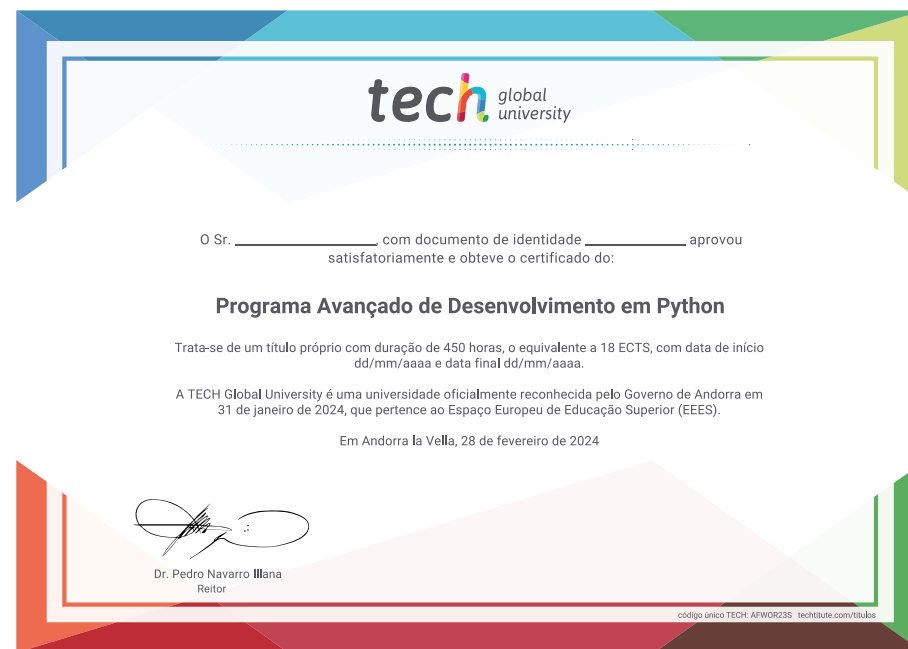 tech global university
O Sr. ____________, com documento de identidade ____________ aprovou
satisfatoriamente e obteve o certificado do:
Programa Avançado de Desenvolvimento em Python
Trata-se de um título próprio com duração de 450 horas, o equivalente a 18 ECTS, com data de início
dd/mm/aaaa e data final dd/mm/aaaa.
A TECH Global University é uma universidade oficialmente reconhecida pelo Governo de Andorra em
31 de janeiro de 2024, que pertence ao Espaço Europeu de Educação Superior (EEES).
Em Andorra la Vella, 28 de fevereiro de 2024
Dr. Pedro Navarro Illana
Reitor
código único TECH: AFWOR23S techtitute.com/titulos